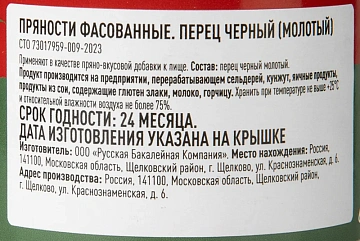 ПРЯНОСТИ ФАСОВАННЫЕ. ПЕРЕЦ ЧЕРНЫЙ (МОЛОТЫЙ)
СТО 73017959-009-2023
Применяют в качестве пряно-вкусовой добавки к пище. Состав: перец черный молотый.
Продукт производится на предприятии, перерабатывающем сельдерей, кунжут, яичные продукты,
продукты из сои, содержащие глютен злаки, молоко, горчицу. Хранить при температуре не выше +25°С
и относительной влажности воздуха не более 75%.
СРОК ГОДНОСТИ: 24 МЕСЯЦА.
ДАТА ИЗГОТОВЛЕНИЯ УКАЗАНА НА КРЫШКЕ
Изготовитель: ООО «Русская Бакалейная Компания». Место нахождения: Россия,
141100, Московская область, Щелковский район, г. Щелково, ул. Краснознаменская, д. 6.
Адрес производства: Россия, 141100, Московская область, Щелковский район,
г. Щелково, ул. Краснознаменская, д. 6.